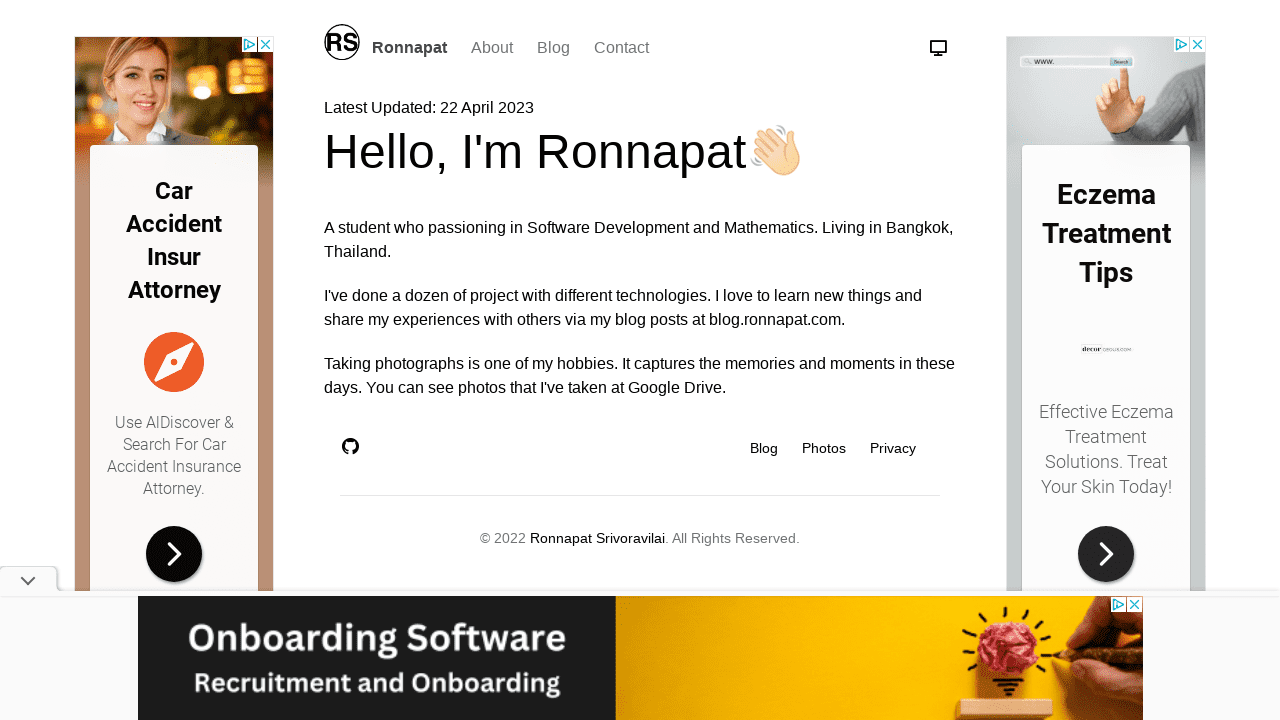 RS
Ronnapat About Blog Contact
Latest Updated: 22 April 2023
Hello, I'm Ronnapat
A student who passioning in Software Development and Mathematics. Living in Bangkok,
Thailand.
I've done a dozen of project with different technologies. I love to learn new things and
share my experiences with others via my blog posts at blog.ronnapat.com.
Taking photographs is one of my hobbies. It captures the memories and moments in these
days. You can see photos that I've taken at Google Drive.
Blog Photos Privacy
© 2022 Ronnapat Srivoravilai. All Rights Reserved.
Car
Accident
Insur
Attorney
Use AIDiscover &
Search For Car
Accident Insurance
Attorney.
www.
Search
Eczema
Treatment
Tips
Effective Eczema
Treatment
Solutions. Treat
Your Skin Today!
Onboarding Software
Recruitment and Onboarding